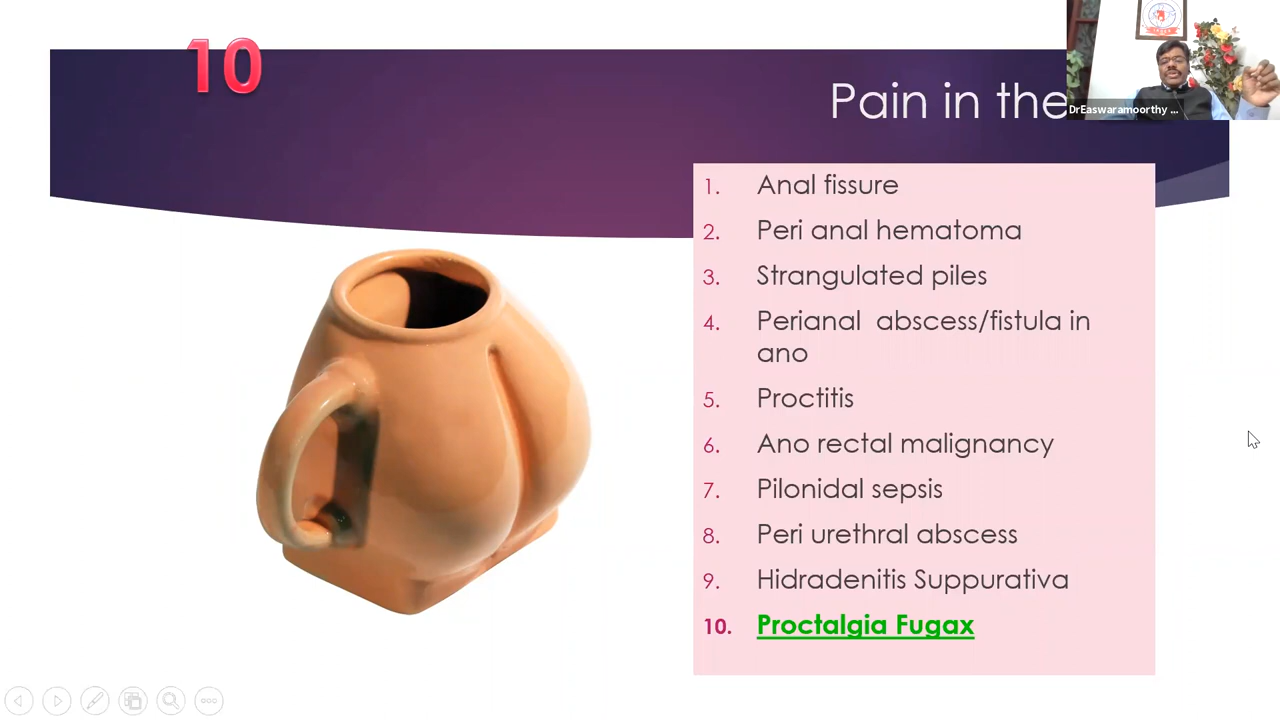 10
Pain in the
DrEaswaramoorthy ...
1. Anal fissure
2. Peri anal hematoma
3. Strangulated piles
4. Perianal abscess/fistula in
ano
5. Proctitis
6. Ano rectal malignancy
7. Pilonidal sepsis
8. Peri urethral abscess
9. Hidradenitis Suppurativa
10. Proctalgia Fugax